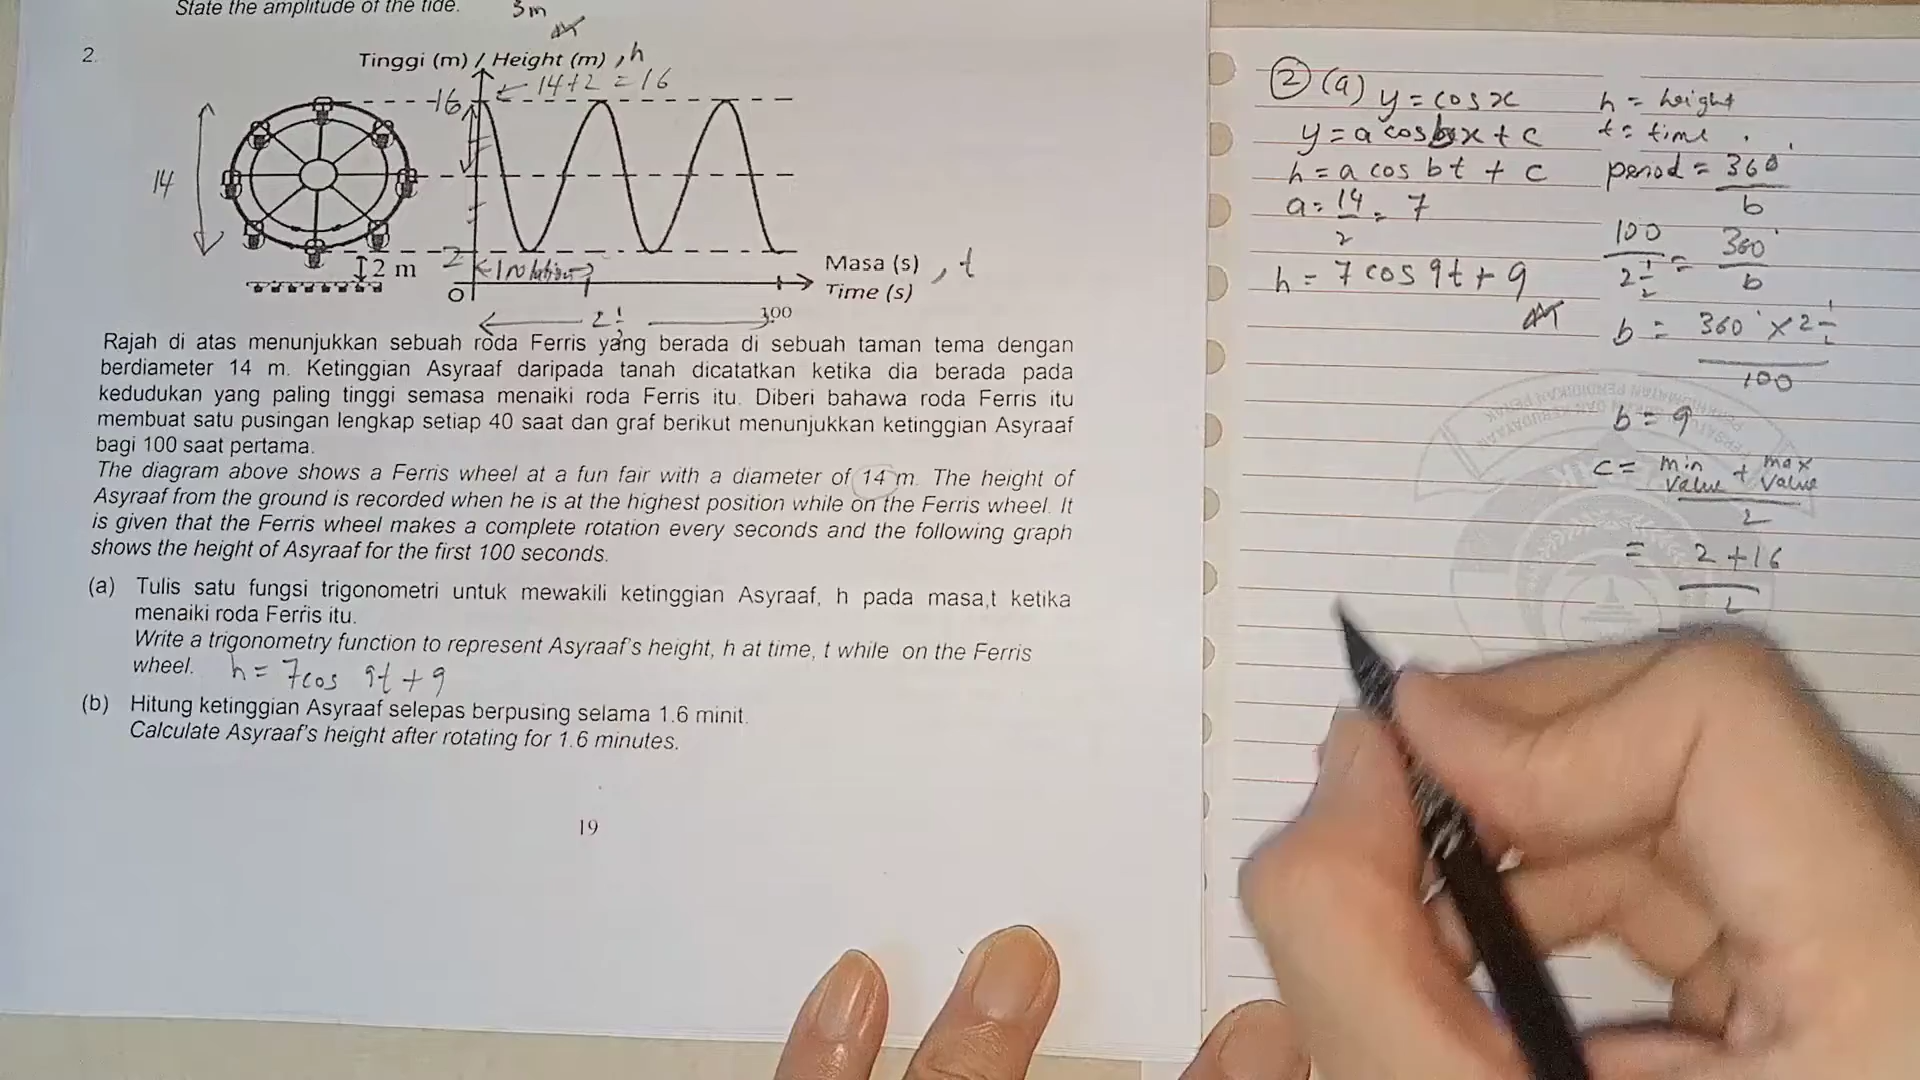 State the amplitude of the tide. 3m
2.
Tinggi (m) / Height (m) , h
16 ← 14+2 = 16
14
2 m
2
1 rotation
0
Masa (s) , t
Time (s)
2 1/2
100
Rajah di atas menunjukkan sebuah roda Ferris yang berada di sebuah taman tema dengan
berdiameter 14 m. Ketinggian Asyraaf daripada tanah dicatatkan ketika dia berada pada
kedudukan yang paling tinggi semasa menaiki roda Ferris itu. Diberi bahawa roda Ferris itu
membuat satu pusingan lengkap setiap 40 saat dan graf berikut menunjukkan ketinggian Asyraaf
bagi 100 saat pertama.
The diagram above shows a Ferris wheel at a fun fair with a diameter of 14 m. The height of
Asyraaf from the ground is recorded when he is at the highest position while on the Ferris wheel. It
is given that the Ferris wheel makes a complete rotation every seconds and the following graph
shows the height of Asyraaf for the first 100 seconds.
(a) Tulis satu fungsi trigonometri untuk mewakili ketinggian Asyraaf, h pada masa,t ketika
menaiki roda Ferris itu.
Write a trigonometry function to represent Asyraaf's height, h at time, t while on the Ferris
wheel. h = 7cos 9t + 9
(b) Hitung ketinggian Asyraaf selepas berpusing selama 1.6 minit.
Calculate Asyraaf's height after rotating for 1.6 minutes.
19
② (a) y = cos x
y = a cos bx + c
h = a cos bt + c
a = 14/2 = 7
h = 7 cos 9t + 9
h = height
t = time
period = 360°/b
100/2 1/2 = 360°/b
b = 360° × 2 1/2 / 100
b = 9
c = min value + max value / 2
= 2 + 16 / 2